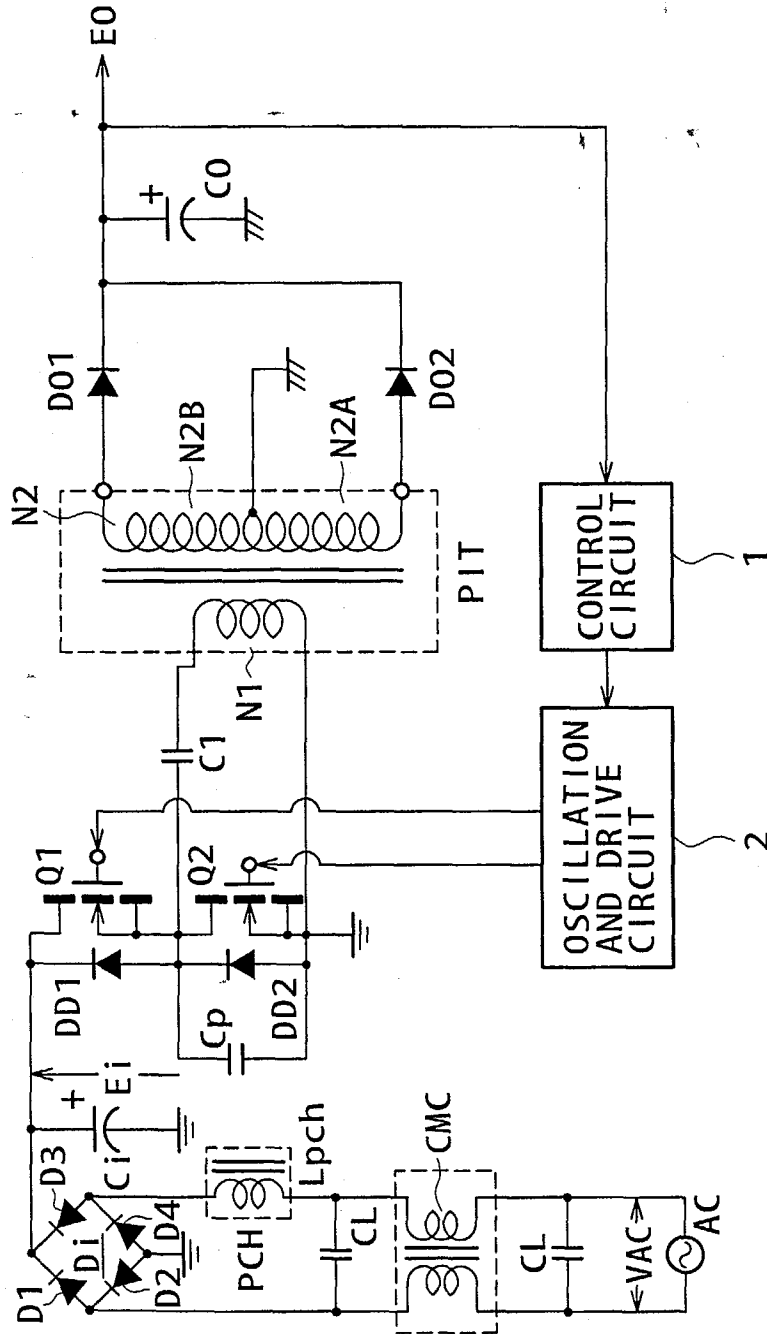 EO
CO
+
DO1
DO2
N2
N2B
N2A
PIT
N1
C1
Q1
Q2
DD1
DD2
Cp
Ei
+
Ci
D3
D1
Di
D4
D2
PCH
Lpch
CL
CMC
CL
VAC
AC
CONTROL
CIRCUIT
1
OSCILLATION
AND DRIVE
CIRCUIT
2